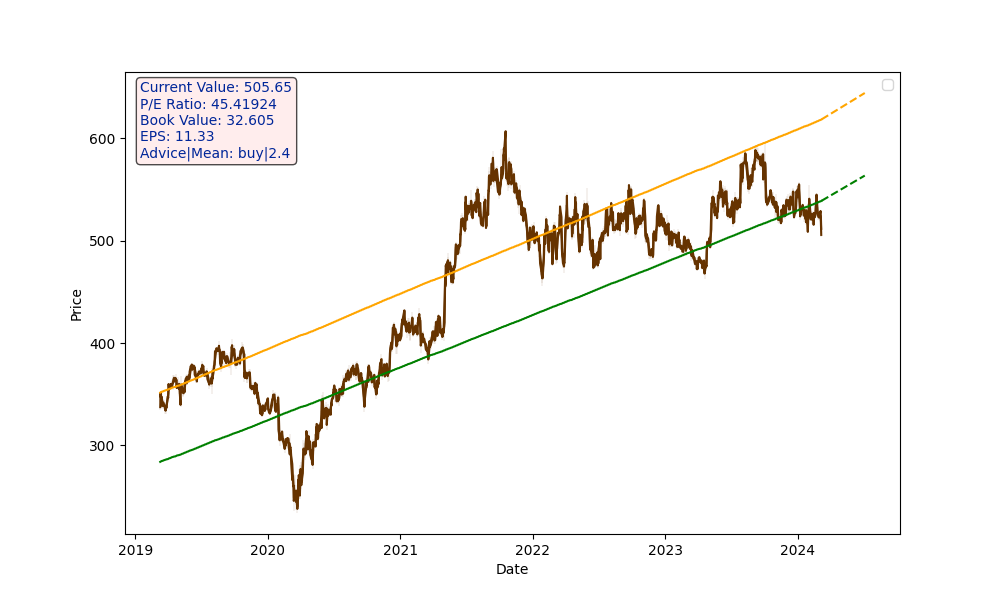 Current Value: 505.65
P/E Ratio: 45.41924
Book Value: 32.605
EPS: 11.33
Advice|Mean: buy|2.4
600
500
400
300
Price
2019 2020 2021 2022 2023 2024
Date